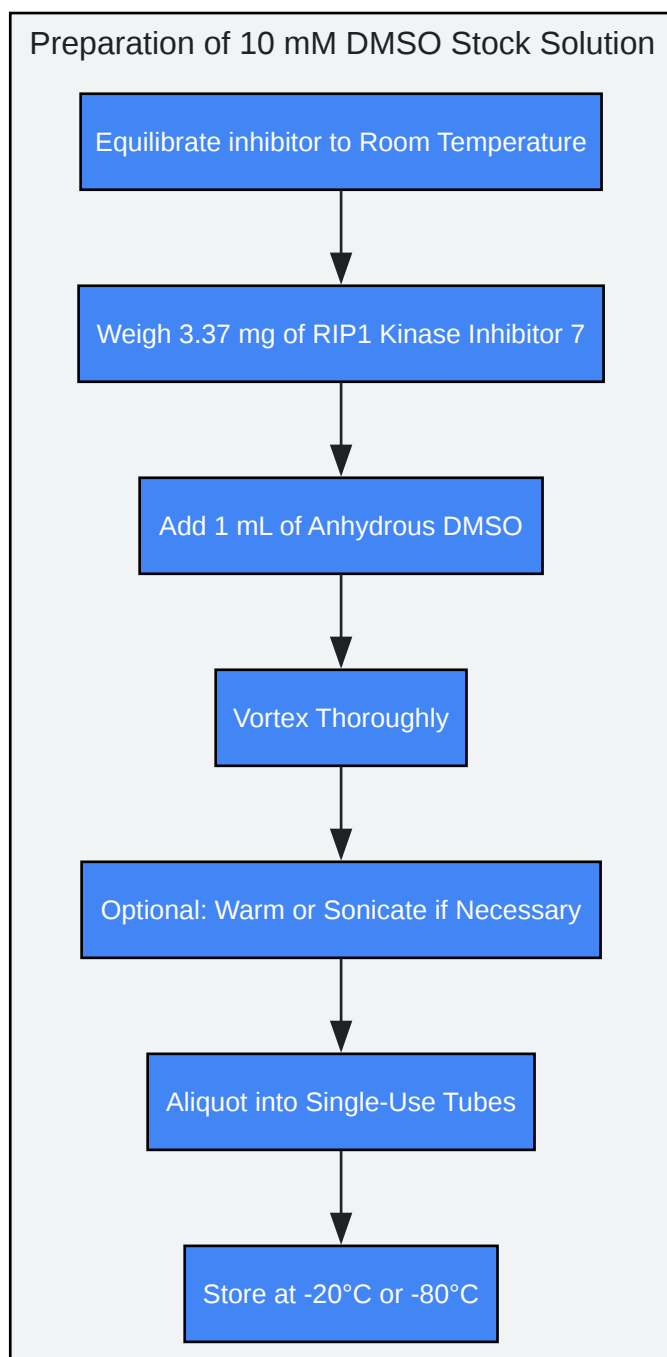 Preparation of 10 mM DMSO Stock Solution
Equilibrate inhibitor to Room Temperature
Weigh 3.37 mg of RIP1 Kinase Inhibitor 7
Add 1 mL of Anhydrous DMSO
Vortex Thoroughly
Optional: Warm or Sonicate if Necessary
Aliquot into Single-Use Tubes
Store at -20°C or -80°C